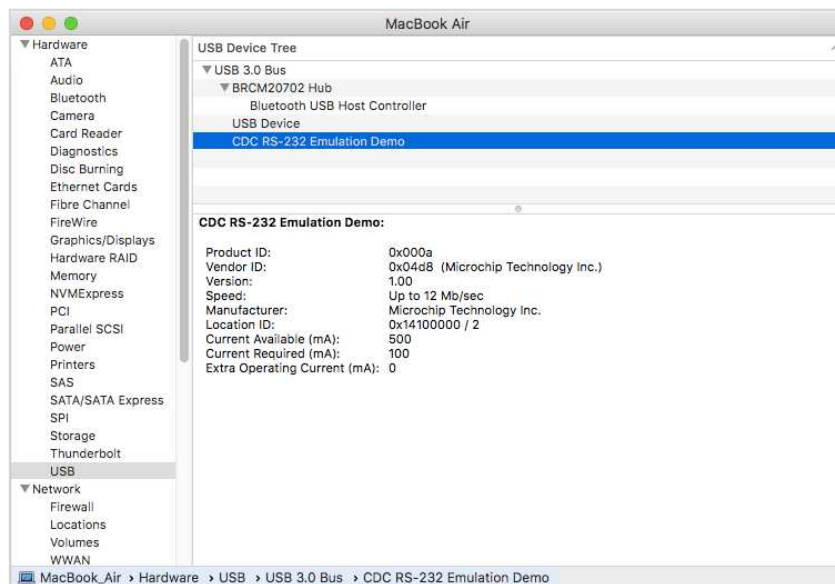 MacBook Air
Hardware
ATA
Audio
Bluetooth
Camera
Card Reader
Diagnostics
Disc Burning
Ethernet Cards
Fibre Channel
FireWire
Graphics/Displays
Hardware RAID
Memory
NVMExpress
PCI
Parallel SCSI
Power
Printers
SAS
SATA/SATA Express
SPI
Storage
Thunderbolt
USB
Network
Firewall
Locations
Volumes
WWAN
USB Device Tree
USB 3.0 Bus
BRCM20702 Hub
Bluetooth USB Host Controller
USB Device
CDC RS-232 Emulation Demo
CDC RS-232 Emulation Demo:
Product ID: 0x000a
Vendor ID: 0x04d8 (Microchip Technology Inc.)
Version: 1.00
Speed: Up to 12 Mb/sec
Manufacturer: Microchip Technology Inc.
Location ID: 0x14100000 / 2
Current Available (mA): 500
Current Required (mA): 100
Extra Operating Current (mA): 0
MacBook_Air › Hardware › USB › USB 3.0 Bus › CDC RS-232 Emulation Demo